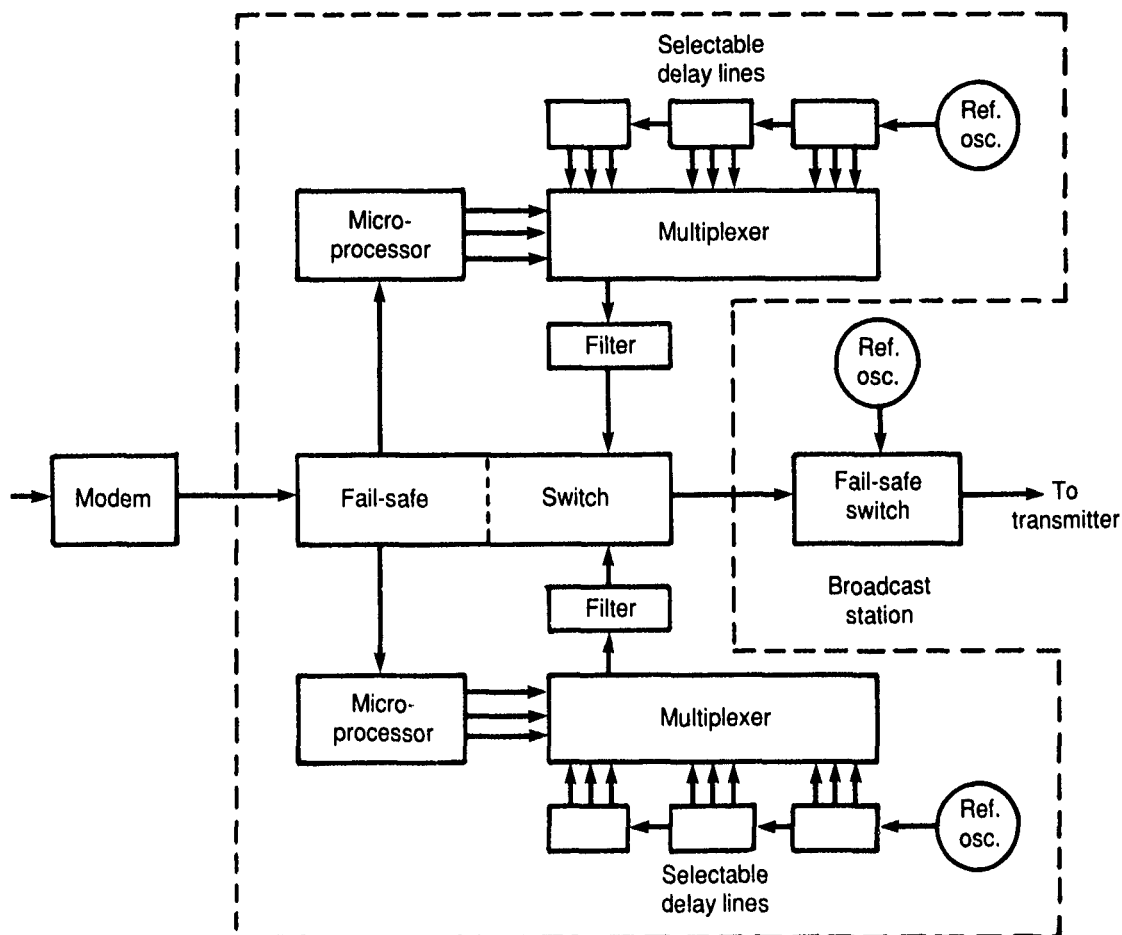 Selectable
delay lines
Ref.
osc.
Micro-
processor
Multiplexer
Filter
Ref.
osc.
Modem
Fail-safe
Switch
Fail-safe
switch
To
transmitter
Filter
Broadcast
station
Micro-
processor
Multiplexer
Ref.
osc.
Selectable
delay lines